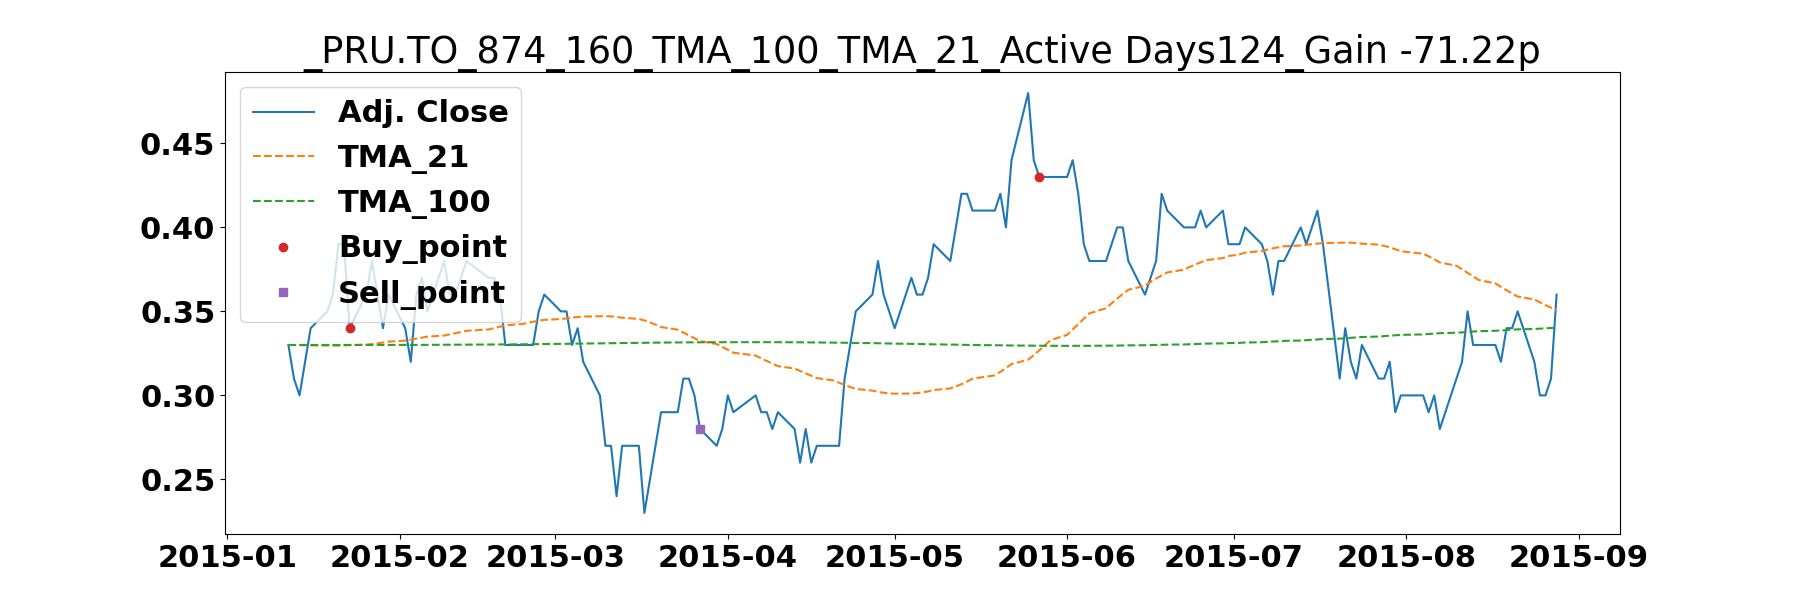 _PRU.TO_874_160_TMA_100_TMA_21_Active Days124_Gain -71.22p
Adj. Close
TMA_21
TMA_100
Buy_point
Sell_point
0.45
0.40
0.35
0.30
0.25
2015-01 2015-02 2015-03 2015-04 2015-05 2015-06 2015-07 2015-08 2015-09